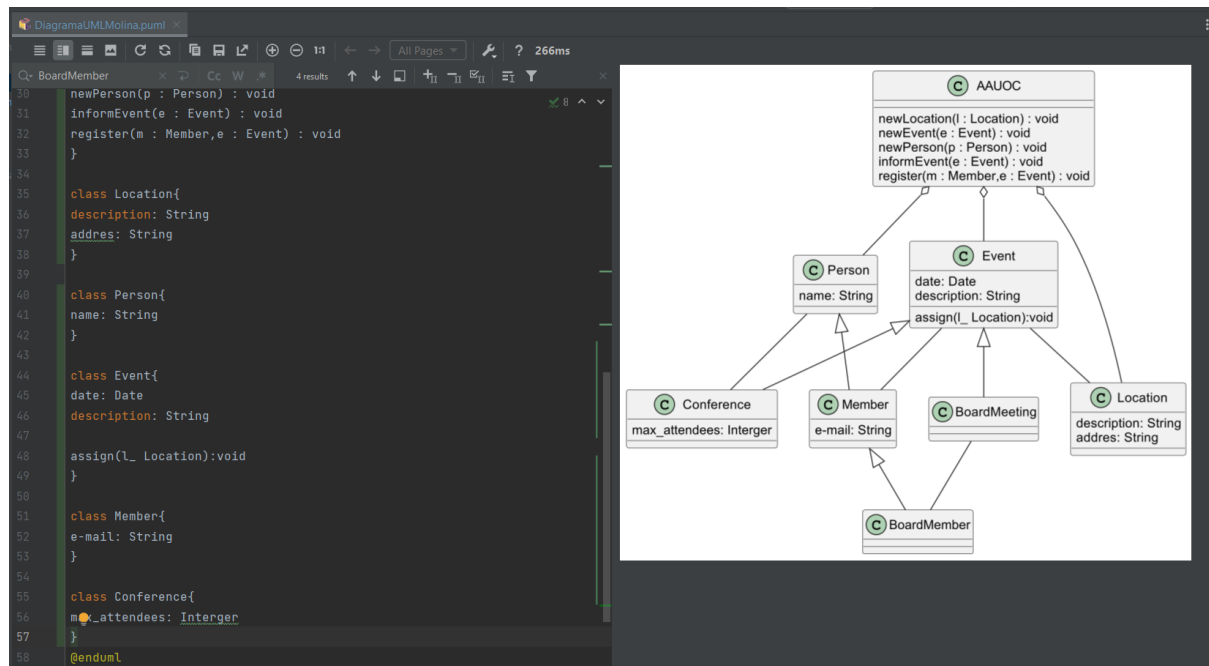 DiagramaUMLMolina.puml
1:1
All Pages
?
266ms
BoardMember
Cc
W
.*
4 results
30 newPerson(p : Person) : void
8
31 informEvent(e : Event) : void
32 register(m : Member,e : Event) : void
33 }
34
35 class Location{
36 description: String
37 addres: String
38 }
39
40 class Person{
41 name: String
42 }
43
44 class Event{
45 date: Date
46 description: String
47
48 assign(l_ Location):void
49 }
50
51 class Member{
52 e-mail: String
53 }
54
55 class Conference{
56 max_attendees: Interger
57 }
58 @enduml
C AAUOC
newLocation(l : Location) : void
newEvent(e : Event) : void
newPerson(p : Person) : void
informEvent(e : Event) : void
register(m : Member,e : Event) : void
C Person
name: String
C Event
date: Date
description: String
assign(l_ Location):void
C Conference
max_attendees: Interger
C Member
e-mail: String
C BoardMeeting
C Location
description: String
addres: String
C BoardMember